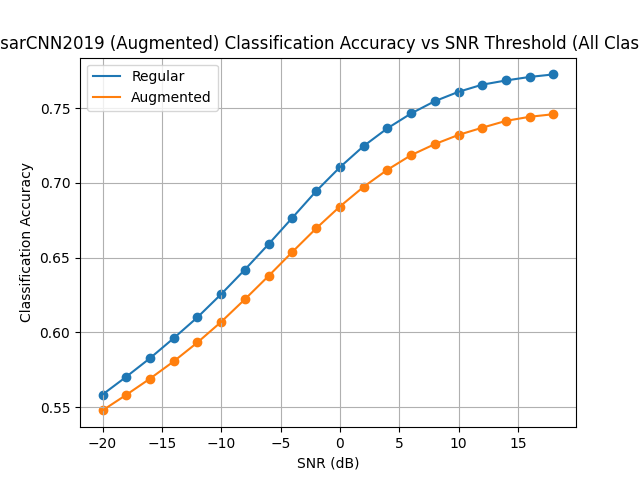 sarCNN2019 (Augmented) Classification Accuracy vs SNR Threshold (All Clas
Regular
Augmented
Classification Accuracy
0.75
0.70
0.65
0.60
0.55
−20 −15 −10 −5 0 5 10 15
SNR (dB)